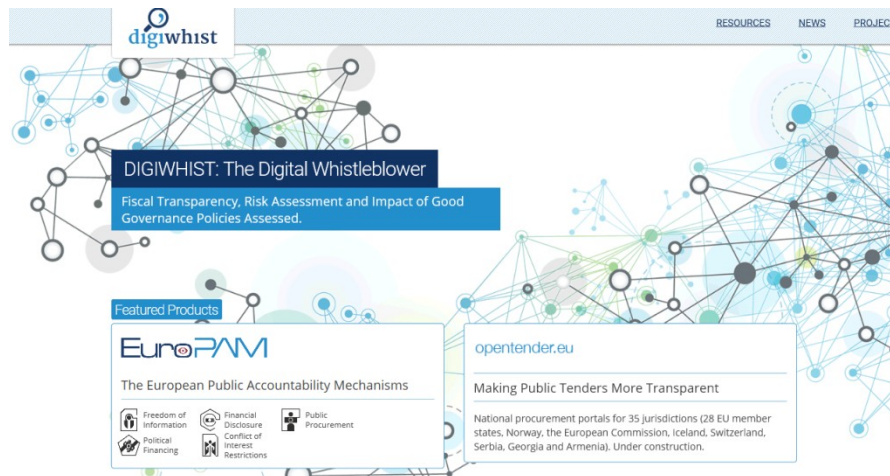 digiwhist
RESOURCES NEWS PROJEC
DIGIWHIST: The Digital Whistleblower
Fiscal Transparency, Risk Assessment and Impact of Good
Governance Policies Assessed.
Featured Products
EuroPAM
The European Public Accountability Mechanisms
Freedom of
Information
Financial
Disclosure
Public
Procurement
Political
Financing
Conflict of
Interest
Restrictions
opentender.eu
Making Public Tenders More Transparent
National procurement portals for 35 jurisdictions (28 EU member
states, Norway, the European Commission, Iceland, Switzerland,
Serbia, Georgia and Armenia). Under construction.